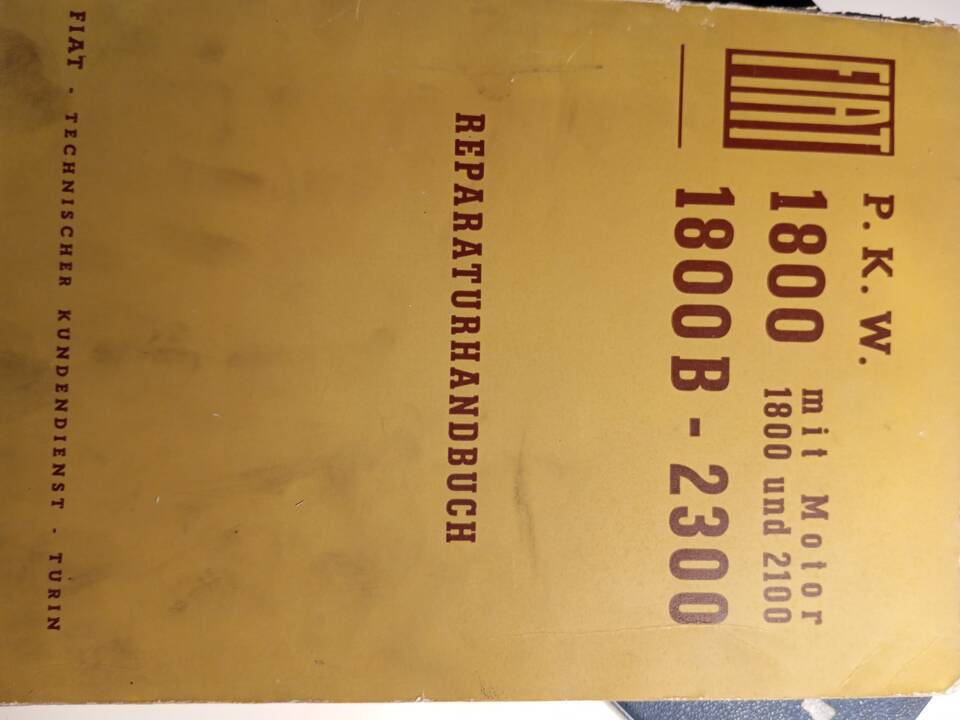 FIAT
P. K. W.
1800 mit Motor
1800 und 2100
1800 B - 2300
REPARATURHANDBUCH
FIAT - TECHNISCHER KUNDENDIENST - TURIN